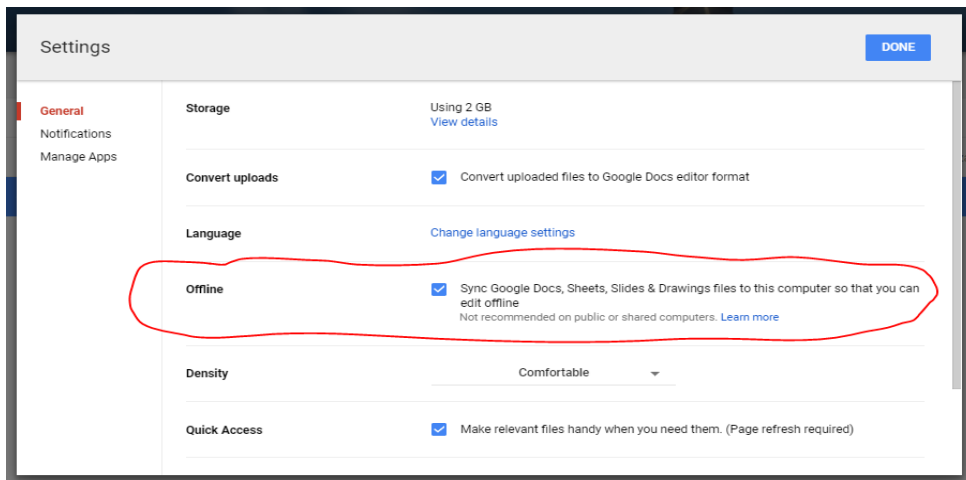 Settings
DONE
General
Notifications
Manage Apps
Storage
Using 2 GB
View details
Convert uploads
Convert uploaded files to Google Docs editor format
Language
Change language settings
Offline
Sync Google Docs, Sheets, Slides & Drawings files to this computer so that you can
edit offline
Not recommended on public or shared computers. Learn more
Density
Comfortable
Quick Access
Make relevant files handy when you need them. (Page refresh required)